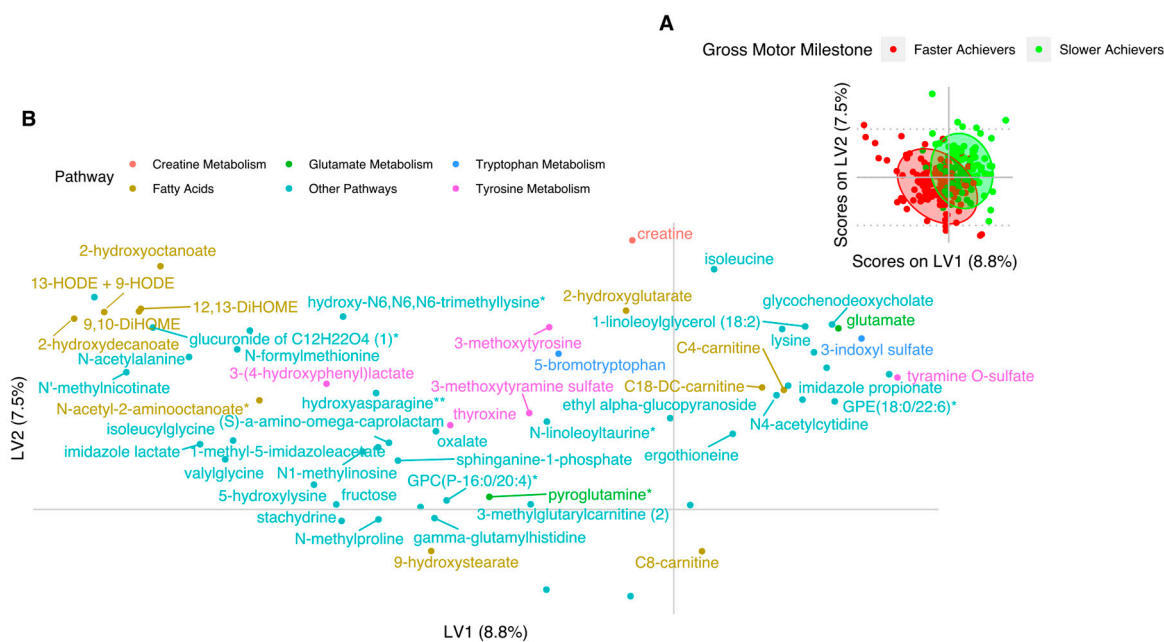 A
Gross Motor Milestone Faster Achievers Slower Achievers
Scores on LV2 (7.5%)
Scores on LV1 (8.8%)
B
Pathway
Creatine Metabolism Glutamate Metabolism Tryptophan Metabolism
Fatty Acids Other Pathways Tyrosine Metabolism
creatine
2-hydroxyoctanoate
isoleucine
13-HODE + 9-HODE
hydroxy-N6,N6,N6-trimethyllysine*
2-hydroxyglutarate
glycochenodeoxycholate
12,13-DiHOME
9,10-DiHOME
1-linoleoylglycerol (18:2)
glutamate
2-hydroxydecanoate
glucuronide of C12H22O4 (1)*
3-methoxytyrosine
lysine
C4-carnitine
3-indoxyl sulfate
N-acetylalanine
N-formylmethionine
5-bromotryptophan
3-(4-hydroxyphenyl)lactate
tyramine O-sulfate
N'-methylnicotinate
3-methoxytyramine sulfate
C18-DC-carnitine
imidazole propionate
hydroxyasparagine**
ethyl alpha-glucopyranoside
GPE(18:0/22:6)*
N-acetyl-2-aminooctanoate*
thyroxine
(S)-a-amino-omega-caprolactam
N4-acetylcytidine
isoleucylglycine
N-linoleoyltaurine*
oxalate
imidazole lactate
1-methyl-5-imidazoleacetate
ergothioneine
sphinganine-1-phosphate
valylglycine
N1-methylinosine
GPC(P-16:0/20:4)*
5-hydroxylysine
fructose
pyroglutamine*
stachydrine
3-methylglutarylcarnitine (2)
N-methylproline
gamma-glutamylhistidine
9-hydroxystearate
C8-carnitine
LV2 (7.5%)
LV1 (8.8%)